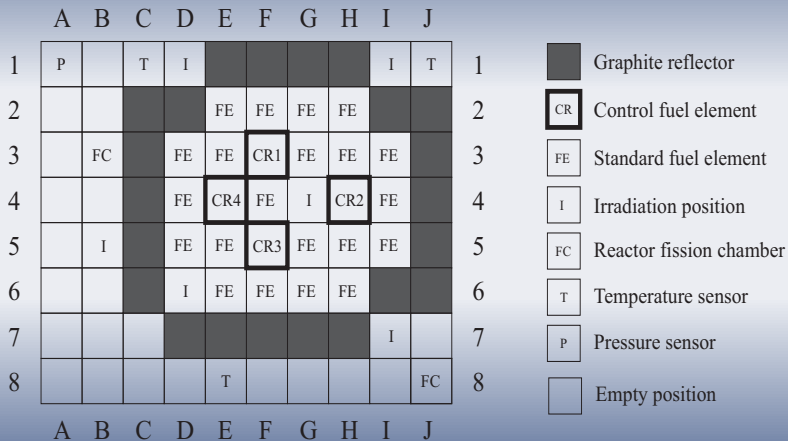 A B C D E F G H I J
1 P T I I T 1
2 FE FE FE FE 2
3 FC FE FE CR1 FE FE FE 3
4 FE CR4 FE I CR2 FE 4
5 I FE FE CR3 FE FE FE 5
6 I FE FE FE FE 6
7 I 7
8 T FC 8
A B C D E F G H I J
Graphite reflector
CR Control fuel element
FE Standard fuel element
I Irradiation position
FC Reactor fission chamber
T Temperature sensor
P Pressure sensor
Empty position